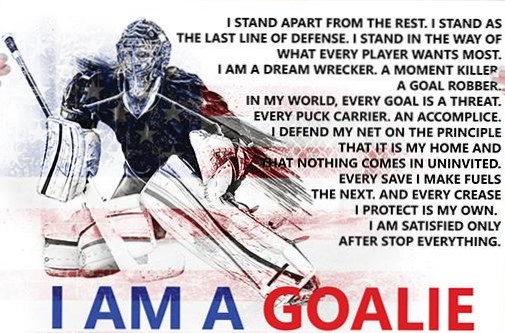 I STAND APART FROM THE REST. I STAND AS
THE LAST LINE OF DEFENSE. I STAND IN THE WAY OF
WHAT EVERY PLAYER WANTS MOST.
I AM A DREAM WRECKER. A MOMENT KILLER
A GOAL ROBBER.
IN MY WORLD, EVERY GOAL IS A THREAT.
EVERY PUCK CARRIER. AN ACCOMPLICE.
I DEFEND MY NET ON THE PRINCIPLE
THAT IT IS MY HOME AND
THAT NOTHING COMES IN UNINVITED.
EVERY SAVE I MAKE FUELS
THE NEXT. AND EVERY CREASE
I PROTECT IS MY OWN.
I AM SATISFIED ONLY
AFTER STOP EVERYTHING.
I AM A GOALIE